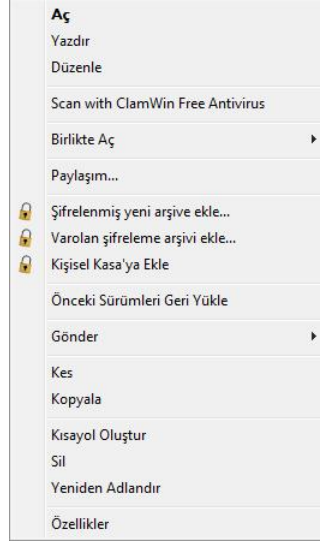 Aç
Yazdır
Düzenle
Scan with ClamWin Free Antivirus
Birlikte Aç
Paylaşım...
Şifrelenmiş yeni arşive ekle...
Varolan şifreleme arşivi ekle...
Kişisel Kasa'ya Ekle
Önceki Sürümleri Geri Yükle
Gönder
Kes
Kopyala
Kısayol Oluştur
Sil
Yeniden Adlandır
Özellikler